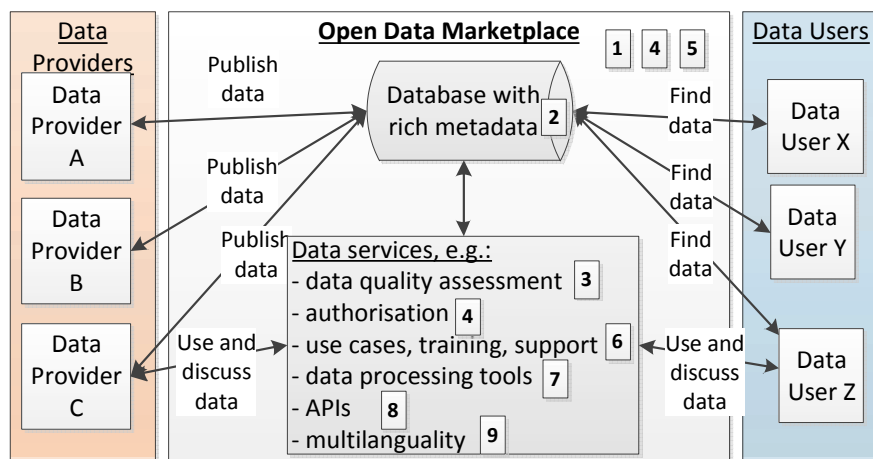 Data
Providers
Data
Provider
A
Data
Provider
B
Data
Provider
C
Open Data Marketplace
1 4 5
Publish
data
Publish
data
Publish
data
Use and
discuss
data
Database with
rich metadata 2
Data services, e.g.:
- data quality assessment 3
- authorisation 4
- use cases, training, support 6
- data processing tools 7
- APIs 8
- multilanguality 9
Find
data
Find
data
Find
data
Use and
discuss
data
Data Users
Data
User X
Data
User Y
Data
User Z